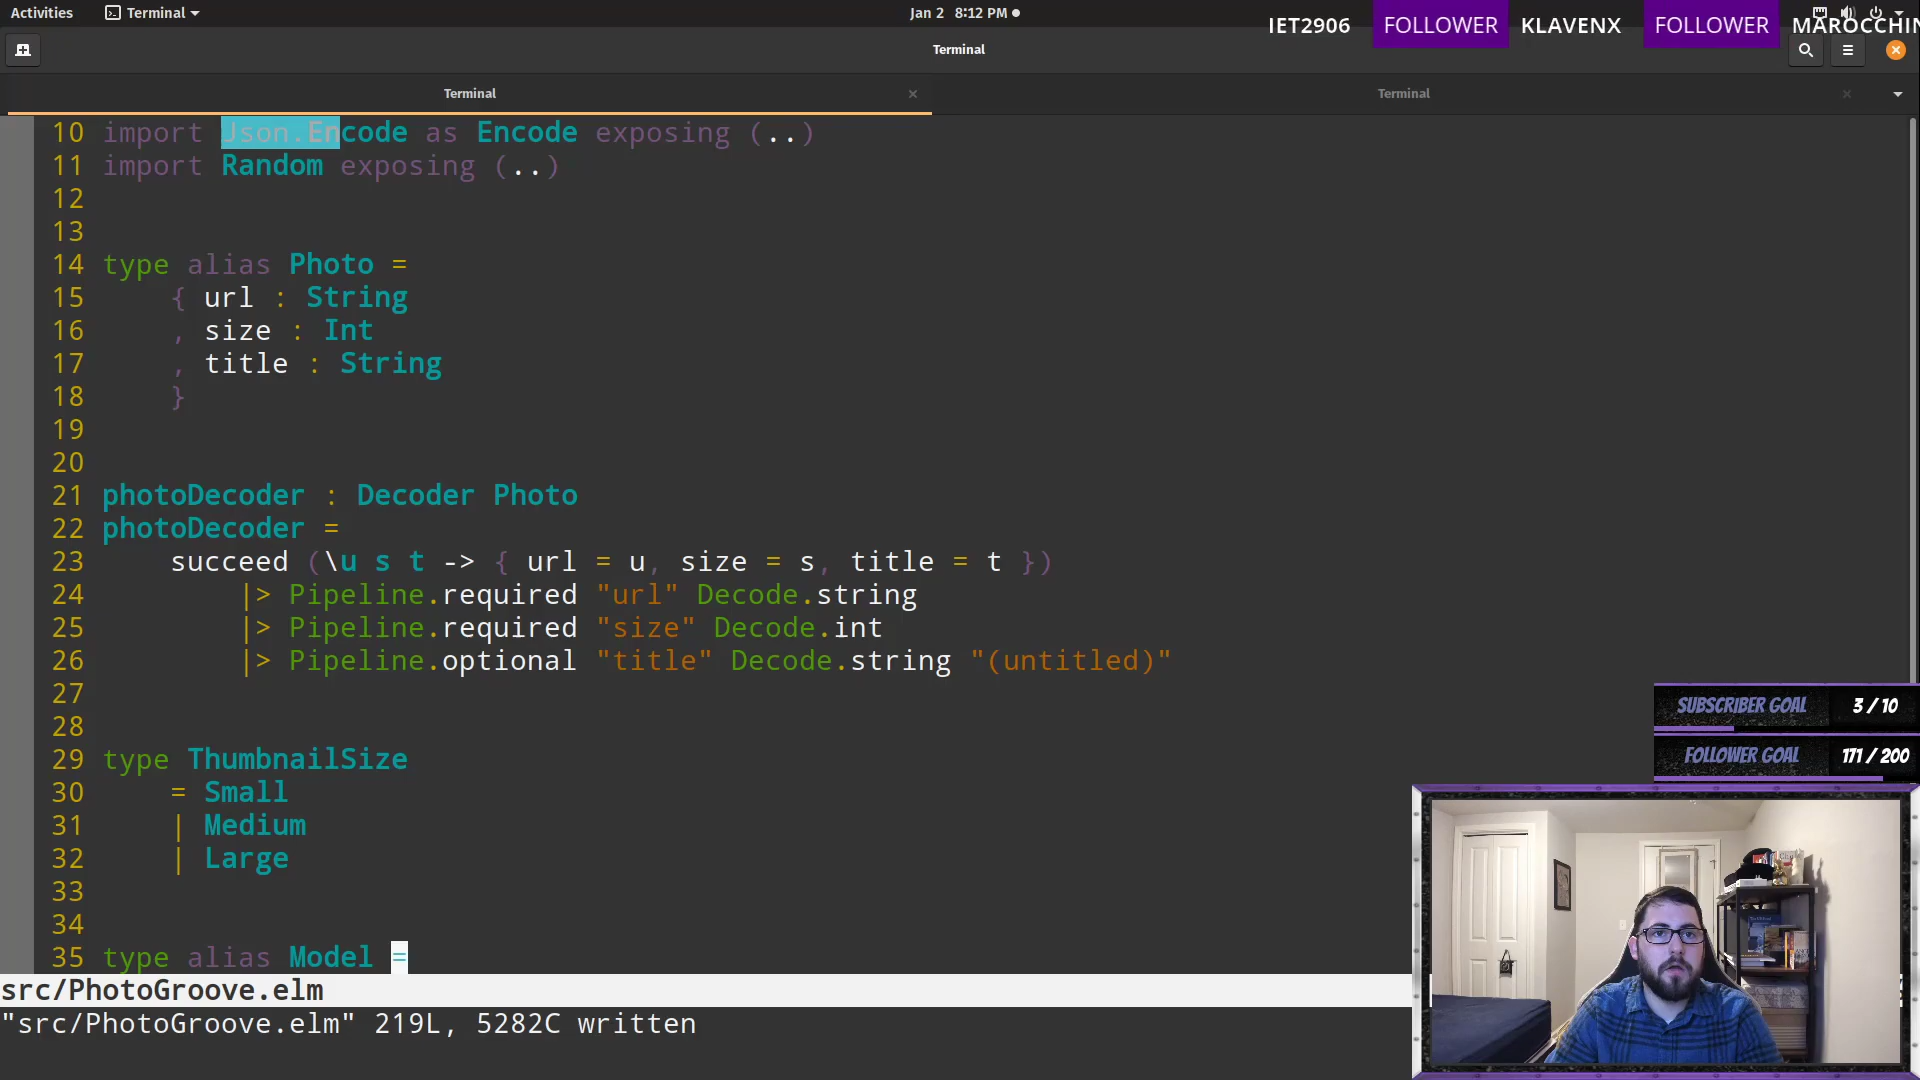 Activities
Terminal
Jan 2 8:12 PM
IET2906 FOLLOWER KLAVENX FOLLOWER MAROCCHIN
Terminal
Terminal
Terminal
10 import Json.Encode as Encode exposing (..)
11 import Random exposing (..)
12
13
14 type alias Photo =
15 { url : String
16 , size : Int
17 , title : String
18 }
19
20
21 photoDecoder : Decoder Photo
22 photoDecoder =
23 succeed (\u s t -> { url = u, size = s, title = t })
24 |> Pipeline.required "url" Decode.string
25 |> Pipeline.required "size" Decode.int
26 |> Pipeline.optional "title" Decode.string "(untitled)"
27
28
29 type ThumbnailSize
30 = Small
31 | Medium
32 | Large
33
34
35 type alias Model =
src/PhotoGroove.elm
"src/PhotoGroove.elm" 219L, 5282C written
SUBSCRIBER GOAL 3 / 10
FOLLOWER GOAL 171 / 200